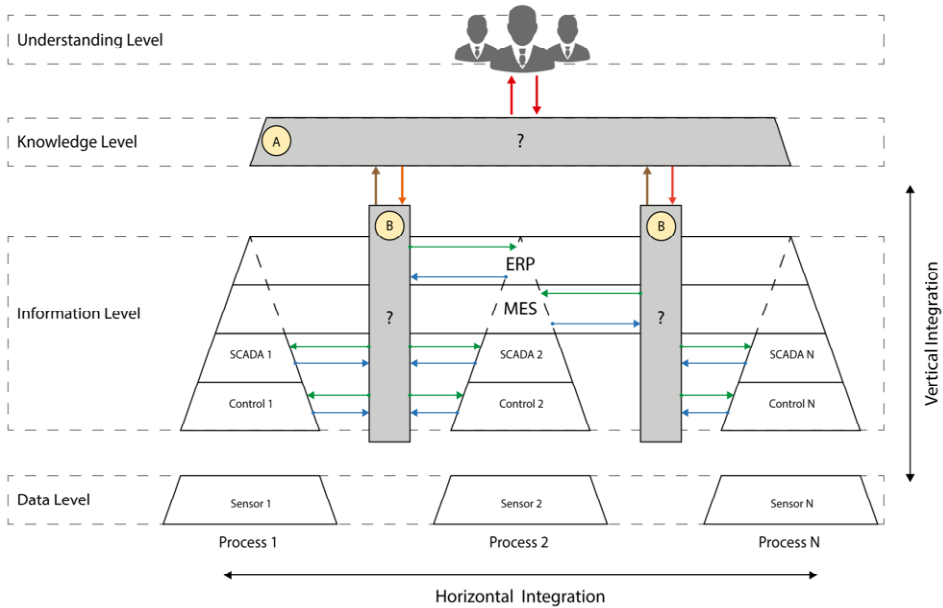 Understanding Level
Knowledge Level
A
?
B
B
ERP
MES
Information Level
?
?
SCADA 1
SCADA 2
SCADA N
Control 1
Control 2
Control N
Vertical Integration
Data Level
Sensor 1
Sensor 2
Sensor N
Process 1
Process 2
Process N
Horizontal Integration